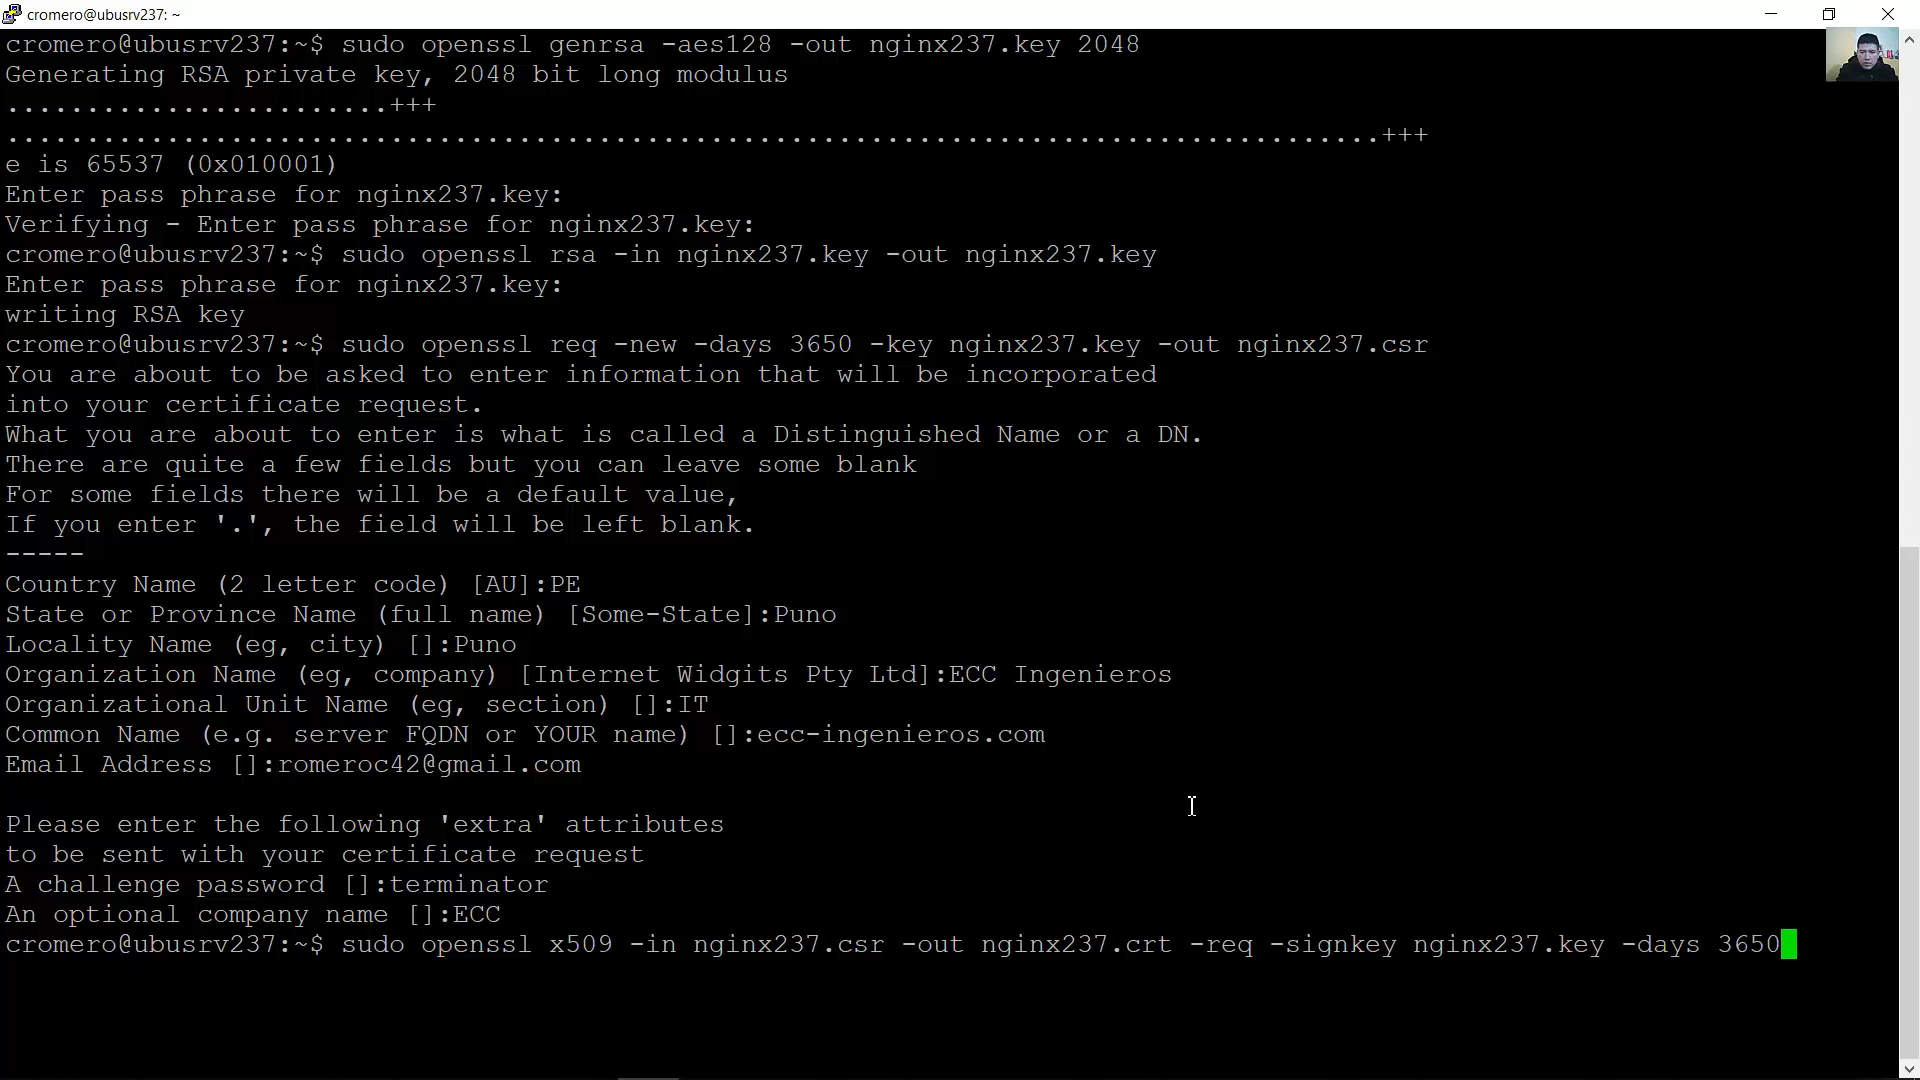 cromero@ubusrv237: ~
cromero@ubusrv237:~$ sudo openssl genrsa -aes128 -out nginx237.key 2048
Generating RSA private key, 2048 bit long modulus
........................+++
......................................................................................+++
e is 65537 (0x010001)
Enter pass phrase for nginx237.key:
Verifying - Enter pass phrase for nginx237.key:
cromero@ubusrv237:~$ sudo openssl rsa -in nginx237.key -out nginx237.key
Enter pass phrase for nginx237.key:
writing RSA key
cromero@ubusrv237:~$ sudo openssl req -new -days 3650 -key nginx237.key -out nginx237.csr
You are about to be asked to enter information that will be incorporated
into your certificate request.
What you are about to enter is what is called a Distinguished Name or a DN.
There are quite a few fields but you can leave some blank
For some fields there will be a default value,
If you enter '.', the field will be left blank.
-----
Country Name (2 letter code) [AU]:PE
State or Province Name (full name) [Some-State]:Puno
Locality Name (eg, city) []:Puno
Organization Name (eg, company) [Internet Widgits Pty Ltd]:ECC Ingenieros
Organizational Unit Name (eg, section) []:IT
Common Name (e.g. server FQDN or YOUR name) []:ecc-ingenieros.com
Email Address []:romeroc42@gmail.com
Please enter the following 'extra' attributes
to be sent with your certificate request
A challenge password []:terminator
An optional company name []:ECC
cromero@ubusrv237:~$ sudo openssl x509 -in nginx237.csr -out nginx237.crt -req -signkey nginx237.key -days 3650